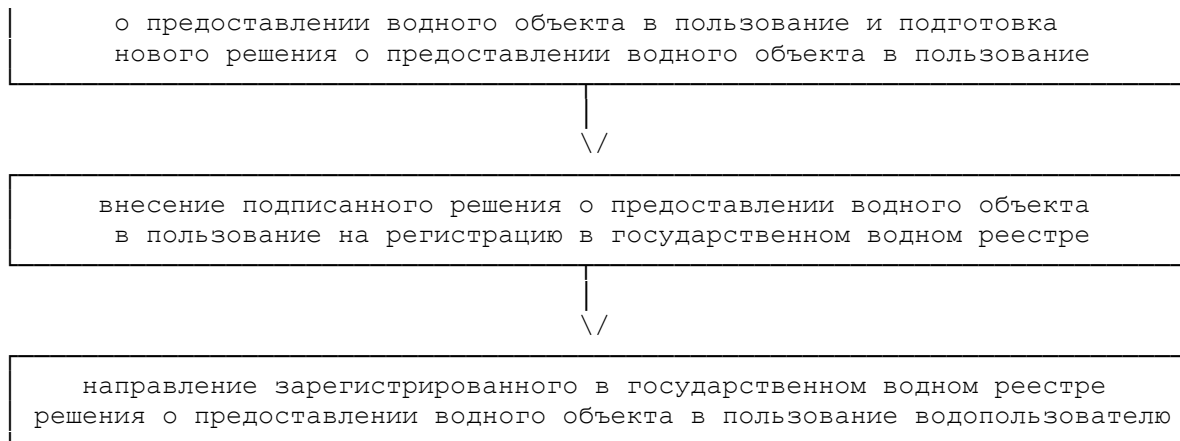 о предоставлении водного объекта в пользование и подготовка
нового решения о предоставлении водного объекта в пользование
\/
внесение подписанного решения о предоставлении водного объекта
в пользование на регистрацию в государственном водном реестре
\/
направление зарегистрированного в государственном водном реестре
решения о предоставлении водного объекта в пользование водопользователю